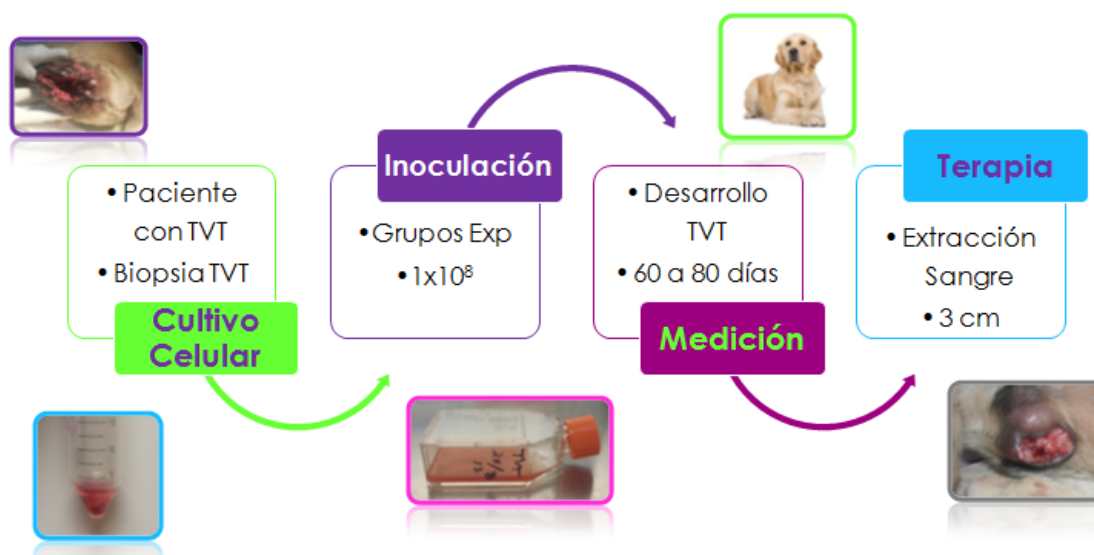 • Paciente
con TVT
• Biopsia TVT
Cultivo
Celular
Inoculación
• Grupos Exp
• 1x10⁸
• Desarrollo
TVT
• 60 a 80 días
Medición
Terapia
• Extracción
Sangre
• 3 cm